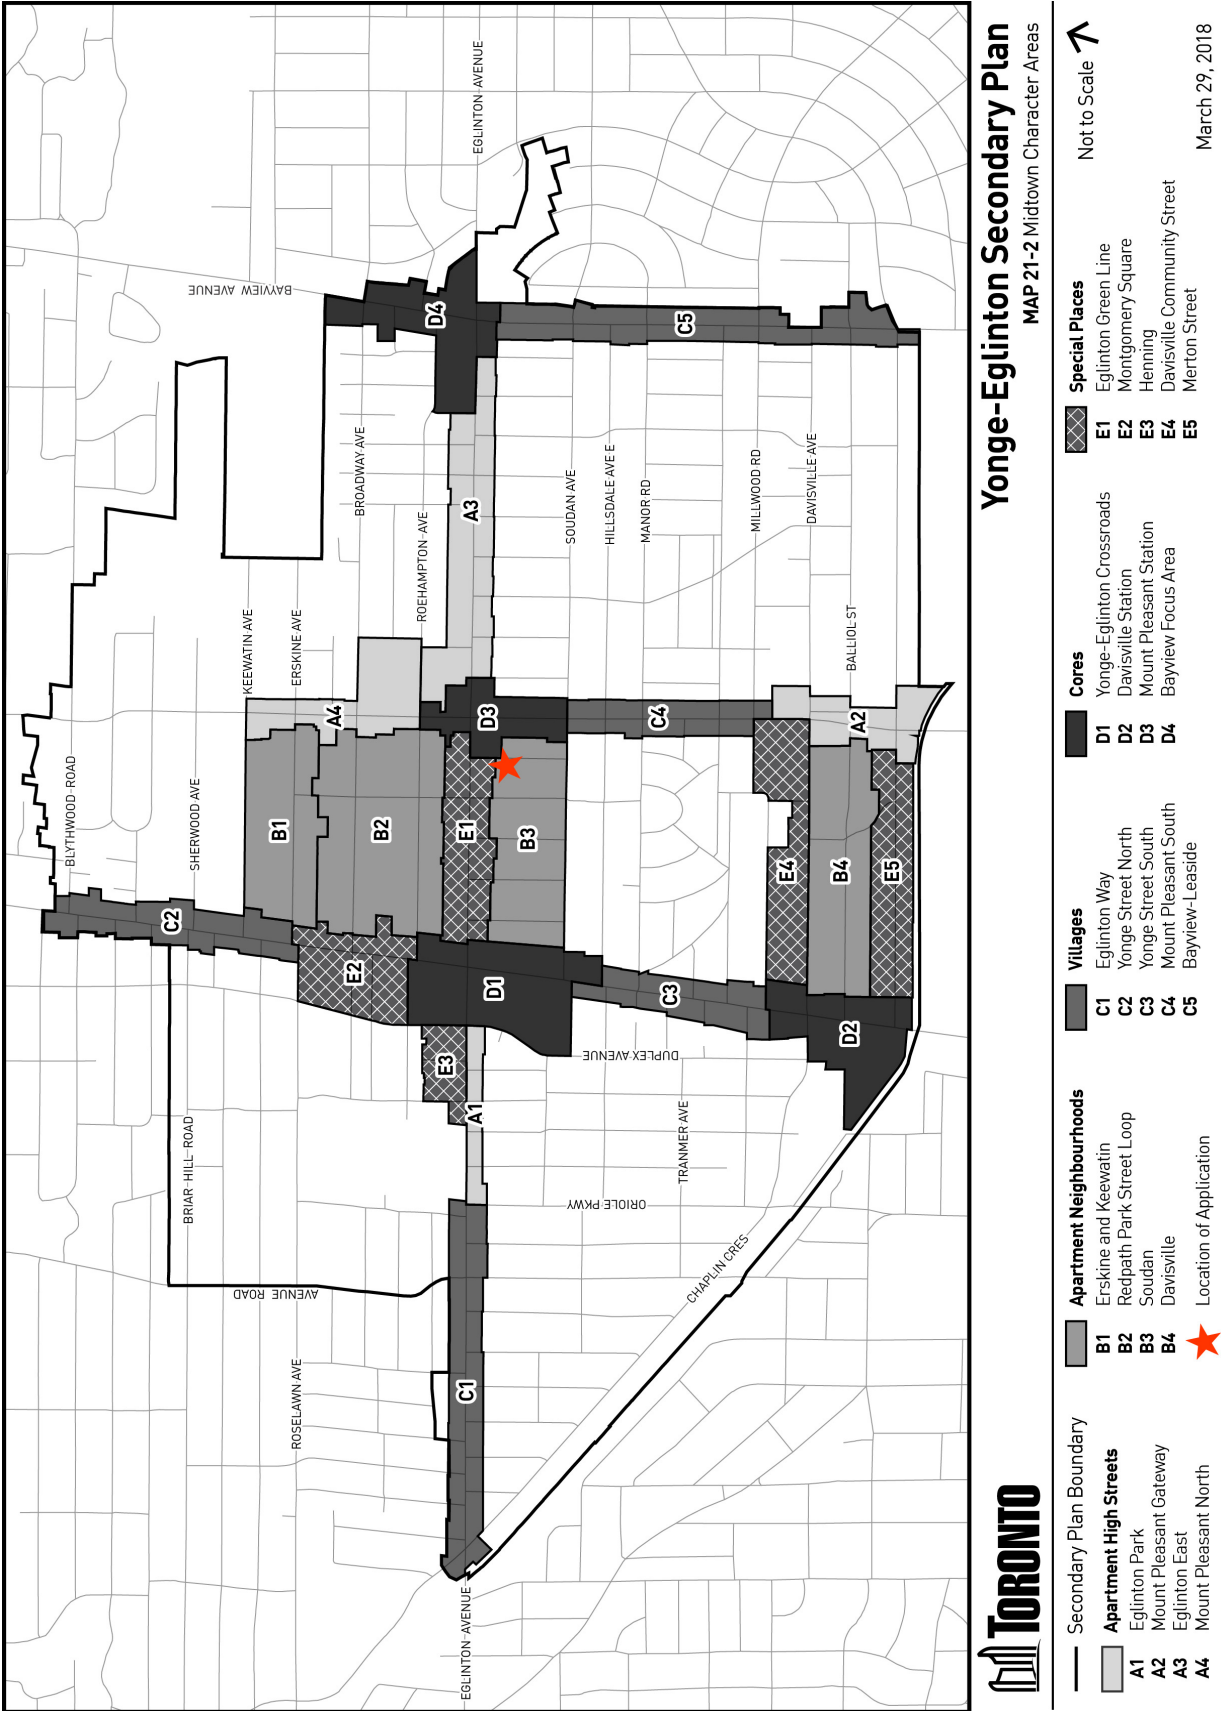 BLYTHWOOD ROAD
SHERWOOD AVE
KEEWATIN AVE
ERSKINE AVE
BROADWAY AVE
ROEHAMPTON AVE
EGLINTON AVENUE
BAYVIEW AVENUE
SOUDAN AVE
HILLSDALE AVE E
MANOR RD
MILLWOOD RD
DAVISVILLE AVE
BALLIOL ST
BRIAR HILL ROAD
ROSELAWN AVE
AVENUE ROAD
EGLINTON AVENUE
ORIOLE PKWY
TRANMER AVE
DUPLEX AVENUE
CHAPLIN CRES
C2
B1
A4
B2
E2
E1
D3
A3
D4
B3
D1
E3
A1
C1
C3
C4
C5
E4
B4
E5
A2
D2
TORONTO
Yonge-Eglinton Secondary Plan
MAP 21-2 Midtown Character Areas
Secondary Plan Boundary
Apartment High Streets
A1 Eglinton Park
A2 Mount Pleasant Gateway
A3 Eglinton East
A4 Mount Pleasant North
Apartment Neighbourhoods
B1 Erskine and Keewatin
B2 Redpath Park Street Loop
B3 Soudan
B4 Davisville
Location of Application
Villages
C1 Eglinton Way
C2 Yonge Street North
C3 Yonge Street South
C4 Mount Pleasant South
C5 Bayview-Leaside
Cores
D1 Yonge-Eglinton Crossroads
D2 Davisville Station
D3 Mount Pleasant Station
D4 Bayview Focus Area
Special Places
E1 Eglinton Green Line
E2 Montgomery Square
E3 Henning
E4 Davisville Community Street
E5 Merton Street
Not to Scale
March 29, 2018